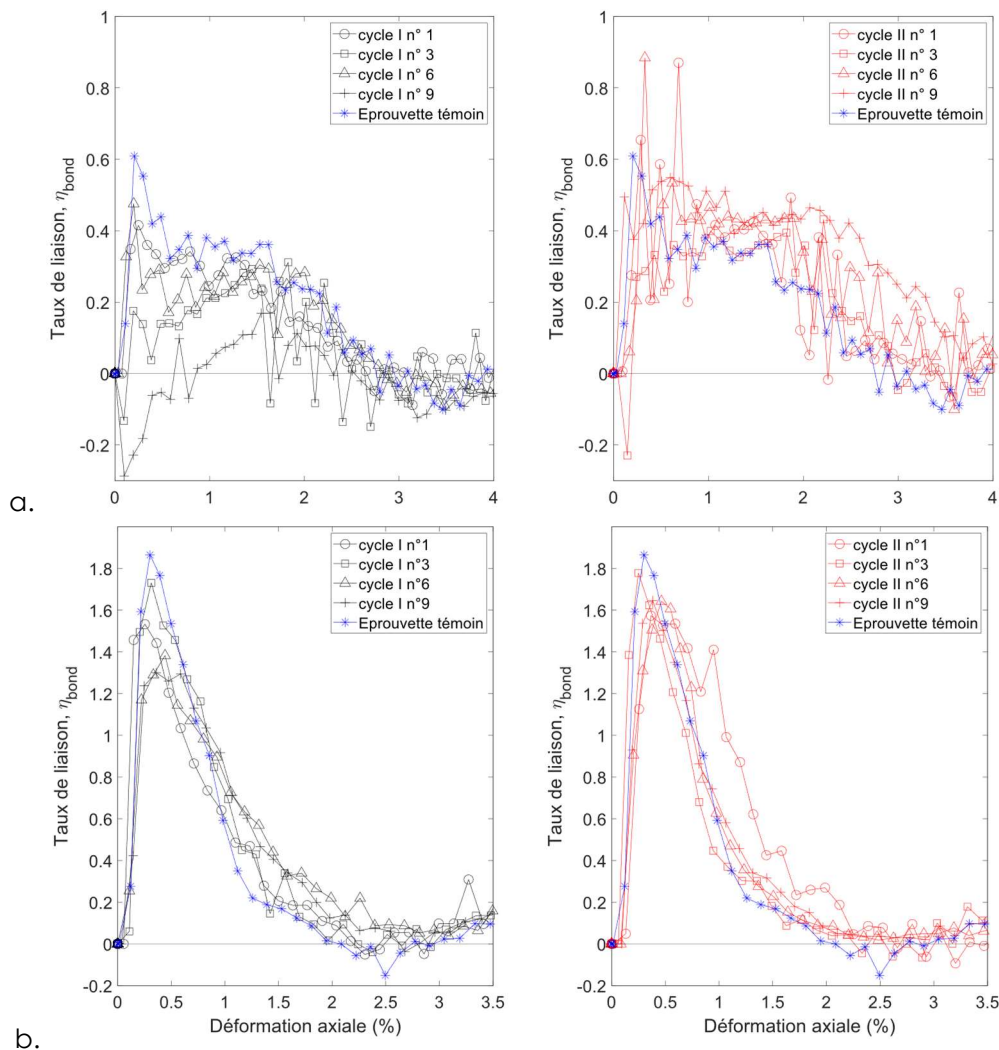 1
0.8
0.6
0.4
0.2
0
-0.2
Taux de liaison, ηbond
0 1 2 3 4
cycle I n° 1
cycle I n° 3
cycle I n° 6
cycle I n° 9
Eprouvette témoin
1
0.8
0.6
0.4
0.2
0
-0.2
Taux de liaison, ηbond
0 1 2 3 4
cycle II n° 1
cycle II n° 3
cycle II n° 6
cycle II n° 9
Eprouvette témoin
a.
1.8
1.6
1.4
1.2
1
0.8
0.6
0.4
0.2
0
-0.2
Taux de liaison, ηbond
0 0.5 1 1.5 2 2.5 3 3.5
Déformation axiale (%)
cycle I n°1
cycle I n°3
cycle I n°6
cycle I n°9
Eprouvette témoin
1.8
1.6
1.4
1.2
1
0.8
0.6
0.4
0.2
0
-0.2
Taux de liaison, ηbond
0 0.5 1 1.5 2 2.5 3 3.5
Déformation axiale (%)
cycle II n°1
cycle II n°3
cycle II n°6
cycle II n°9
Eprouvette témoin
b.